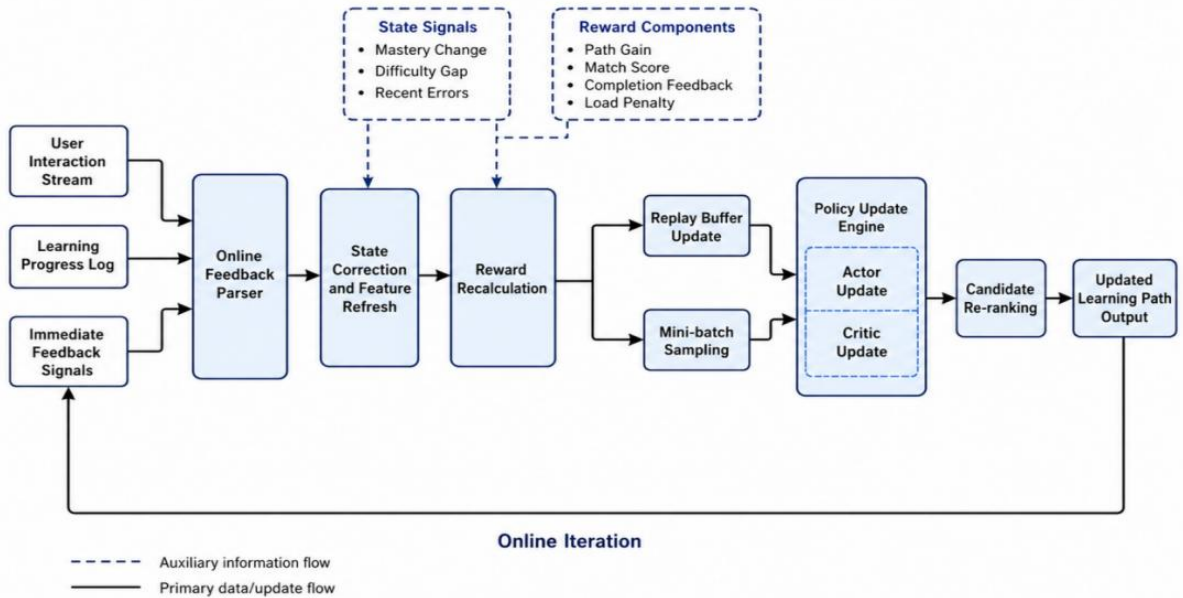 State Signals
• Mastery Change
• Difficulty Gap
• Recent Errors
Reward Components
• Path Gain
• Match Score
• Completion Feedback
• Load Penalty
User
Interaction
Stream
Learning
Progress Log
Immediate
Feedback
Signals
Online
Feedback
Parser
State
Correction
and Feature
Refresh
Reward
Recalculation
Replay Buffer
Update
Mini-batch
Sampling
Policy Update
Engine
Actor
Update
Critic
Update
Candidate
Re-ranking
Updated
Learning Path
Output
Online Iteration
Auxiliary information flow
Primary data/update flow